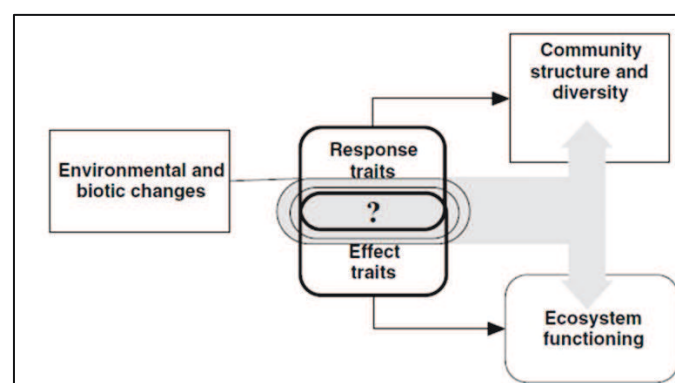 Community
structure and
diversity
Environmental and
biotic changes
Response
traits
?
Effect
traits
Ecosystem
functioning